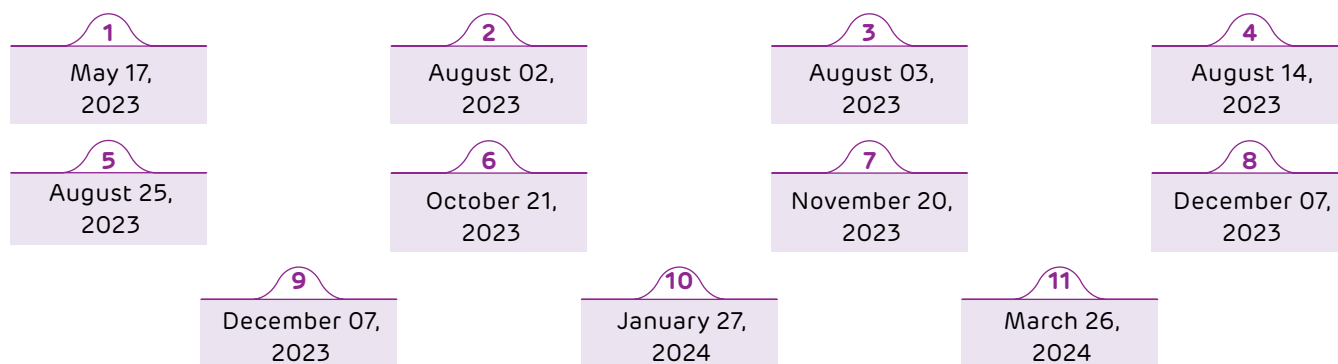 1
May 17,
2023
2
August 02,
2023
3
August 03,
2023
4
August 14,
2023
5
August 25,
2023
6
October 21,
2023
7
November 20,
2023
8
December 07,
2023
9
December 07,
2023
10
January 27,
2024
11
March 26,
2024